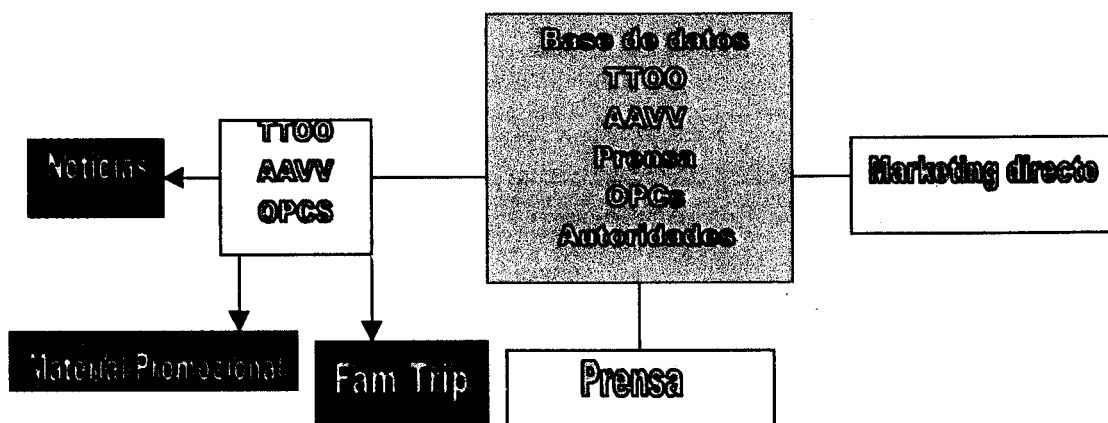 Base de datos
TTOO
AAVV
Prensa
OPCs
Autoridades
TTOO
AAVV
OPCS
Noticias
Marketing directo
Material Promocional
Fam Trip
Prensa